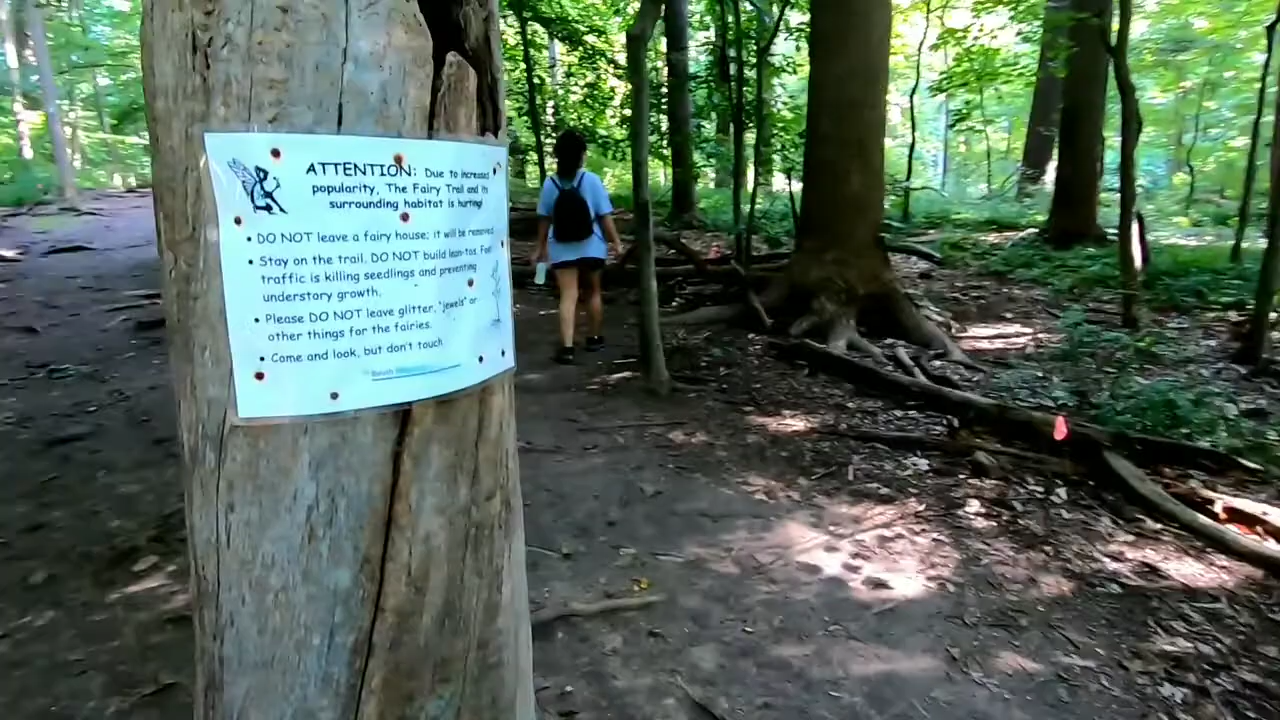 ATTENTION: Due to increased
popularity, The Fairy Trail and its
surrounding habitat is hurting!
• DO NOT leave a fairy house; it will be removed
• Stay on the trail. DO NOT build lean-tos. Foot
traffic is killing seedlings and preventing
understory growth.
• Please DO NOT leave glitter, "jewels" or
other things for the fairies.
• Come and look, but don't touch